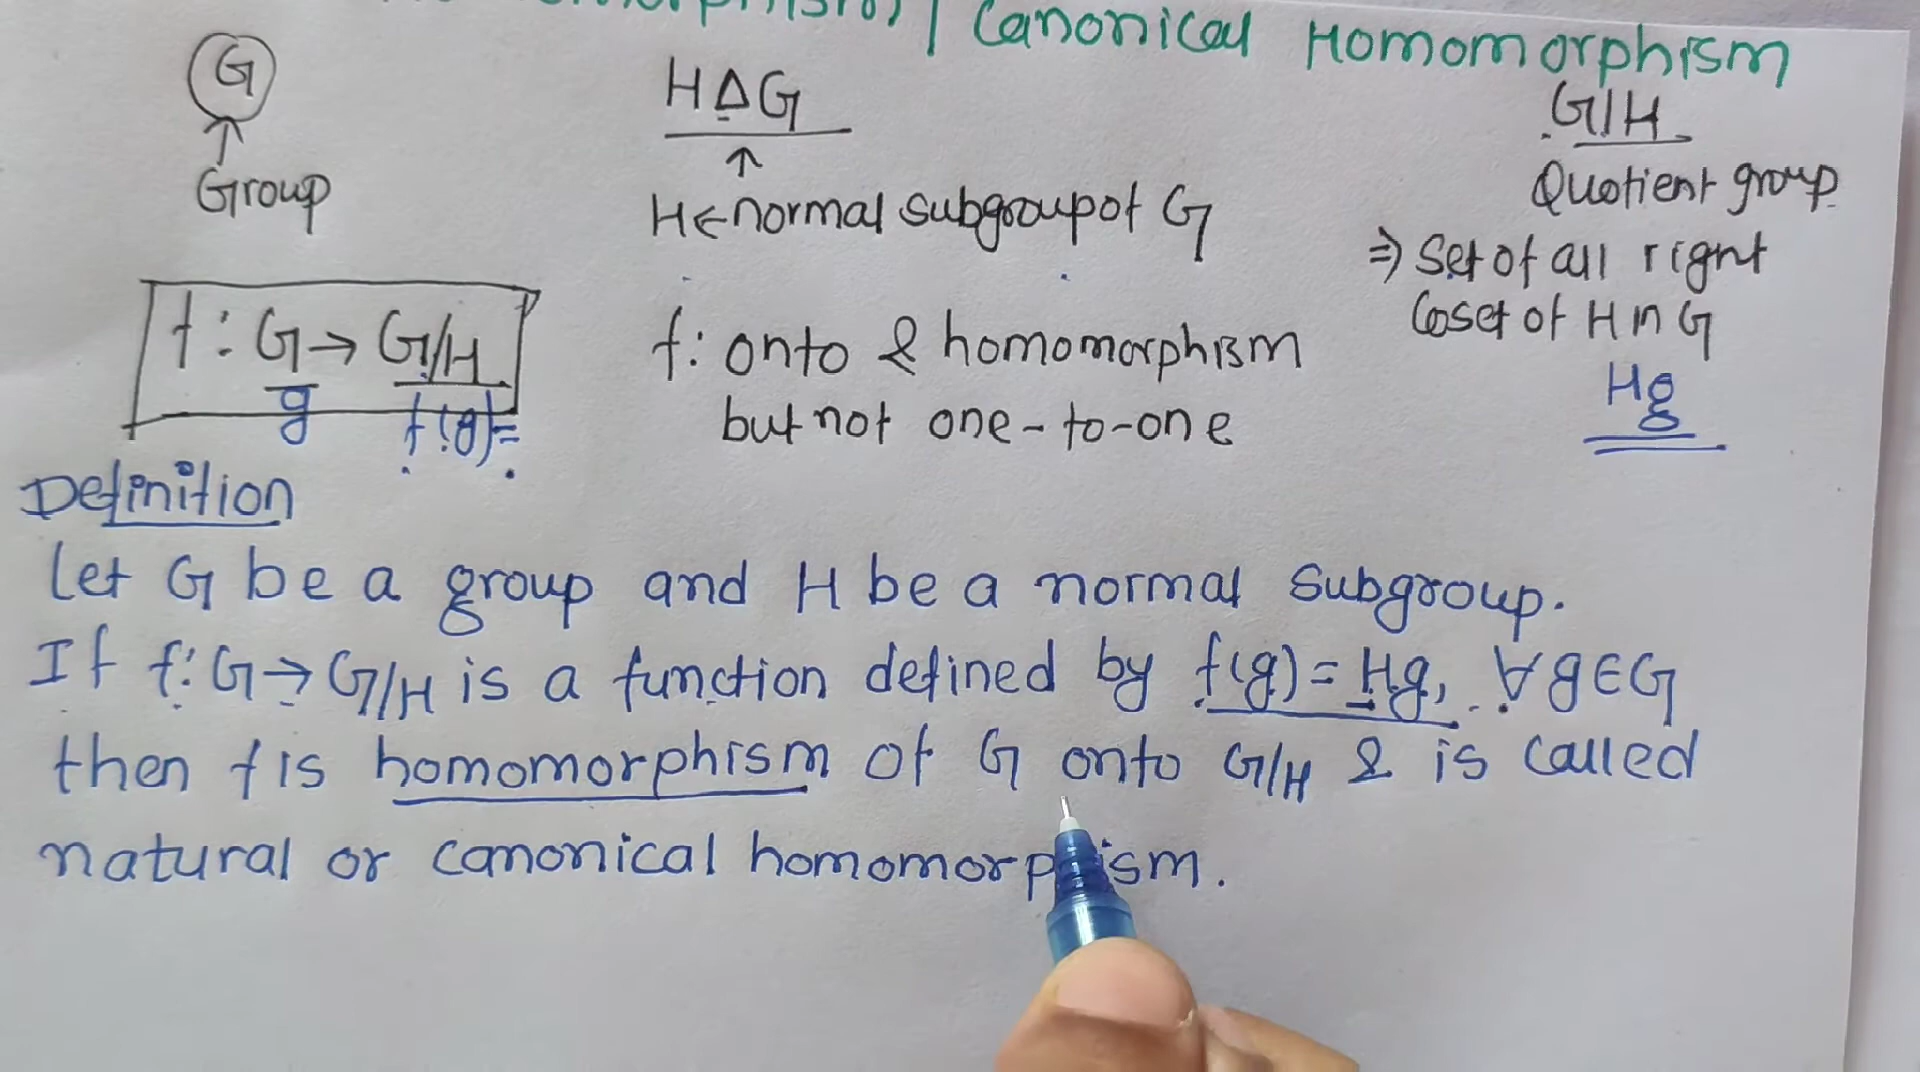 Canonical Homomorphism
G
Group
H Δ G
↑
H ← normal subgroup of G
G/H
Quotient group
⇒ Set of all right
Coset of H in G
Hg
f : G → G/H
g f(g)=
f: onto & homomorphism
but not one-to-one
Definition
Let G be a group and H be a normal subgroup.
If f: G → G/H is a function defined by f(g) = Hg, ∀ g ∈ G
then f is homomorphism of G onto G/H & is called
natural or canonical homomorphism.